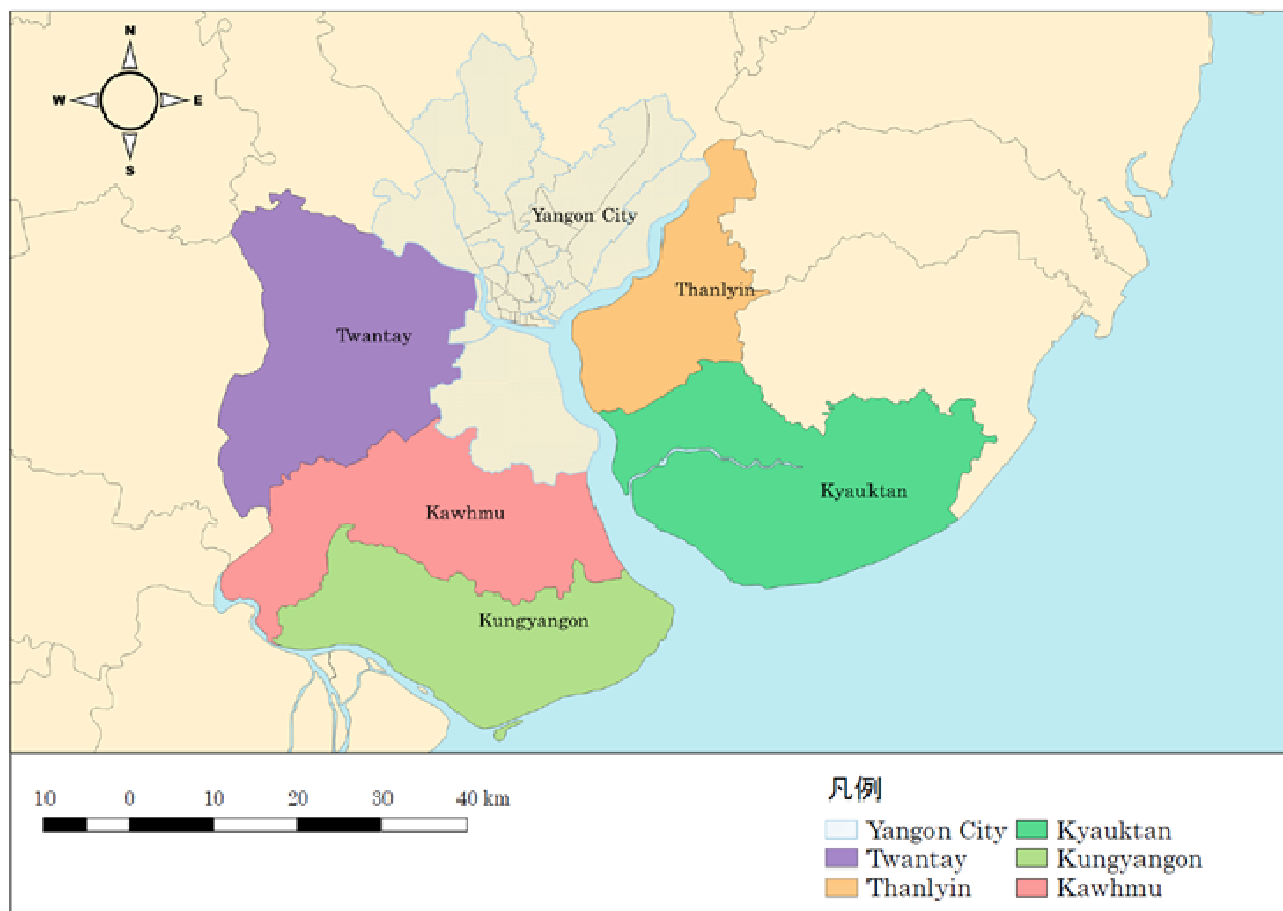 N
W E
S
Yangon City
Thanlyin
Twantay
Kyauktan
Kawhmu
Kungyangon
10 0 10 20 30 40 km
凡例
Yangon City Kyauktan
Twantay Kungyangon
Thanlyin Kawhmu